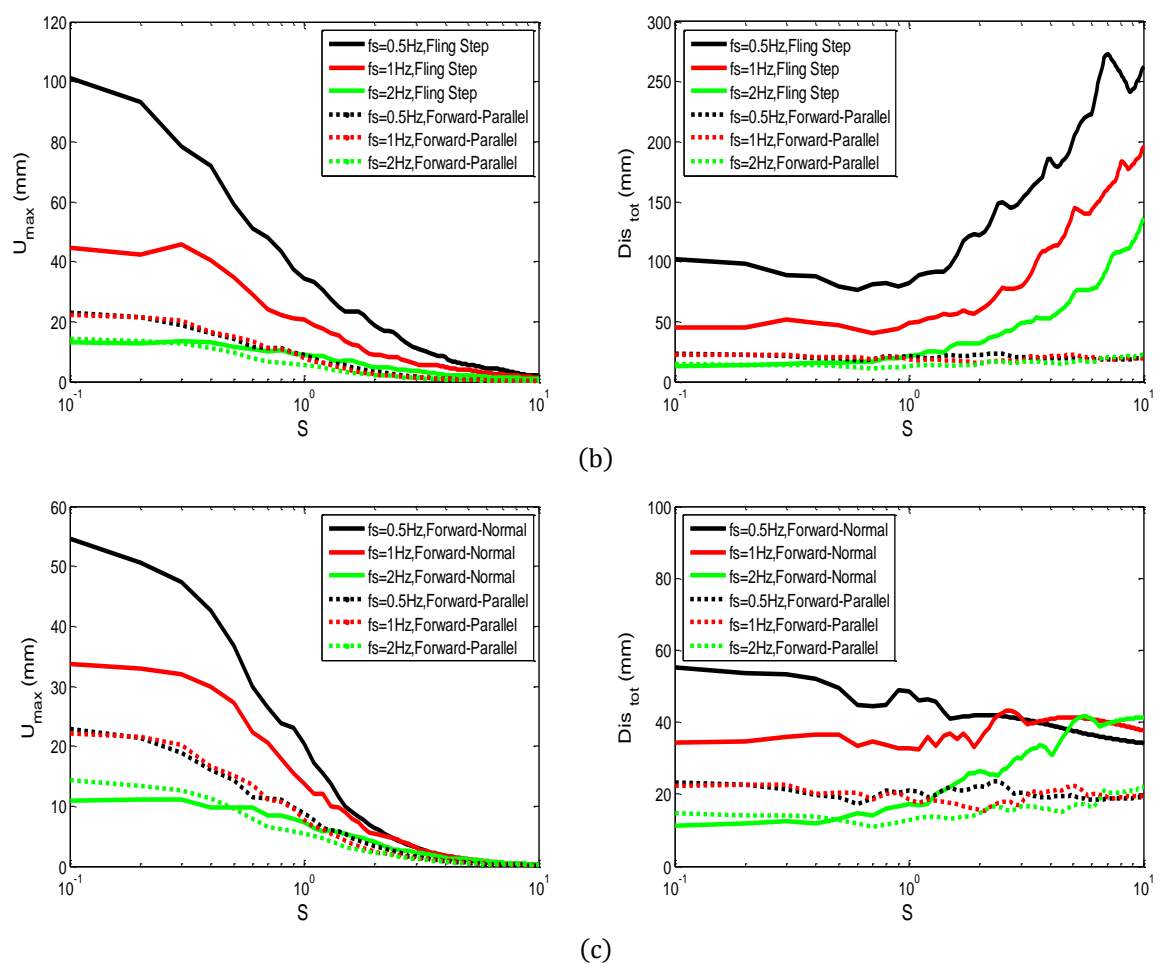 120
100
80
60
40
20
0
U_max (mm)
10^-1
10^0
10^1
S
fs=0.5Hz,Fling Step
fs=1Hz,Fling Step
fs=2Hz,Fling Step
fs=0.5Hz,Forward-Parallel
fs=1Hz,Forward-Parallel
fs=2Hz,Forward-Parallel
300
250
200
150
100
50
0
Dis_tot (mm)
10^-1
10^0
10^1
S
fs=0.5Hz,Fling Step
fs=1Hz,Fling Step
fs=2Hz,Fling Step
fs=0.5Hz,Forward-Parallel
fs=1Hz,Forward-Parallel
fs=2Hz,Forward-Parallel
(b)
60
50
40
30
20
10
0
U_max (mm)
10^-1
10^0
10^1
S
fs=0.5Hz,Forward-Normal
fs=1Hz,Forward-Normal
fs=2Hz,Forward-Normal
fs=0.5Hz,Forward-Parallel
fs=1Hz,Forward-Parallel
fs=2Hz,Forward-Parallel
100
80
60
40
20
0
Dis_tot (mm)
10^-1
10^0
10^1
S
fs=0.5Hz,Forward-Normal
fs=1Hz,Forward-Normal
fs=2Hz,Forward-Normal
fs=0.5Hz,Forward-Parallel
fs=1Hz,Forward-Parallel
fs=2Hz,Forward-Parallel
(c)